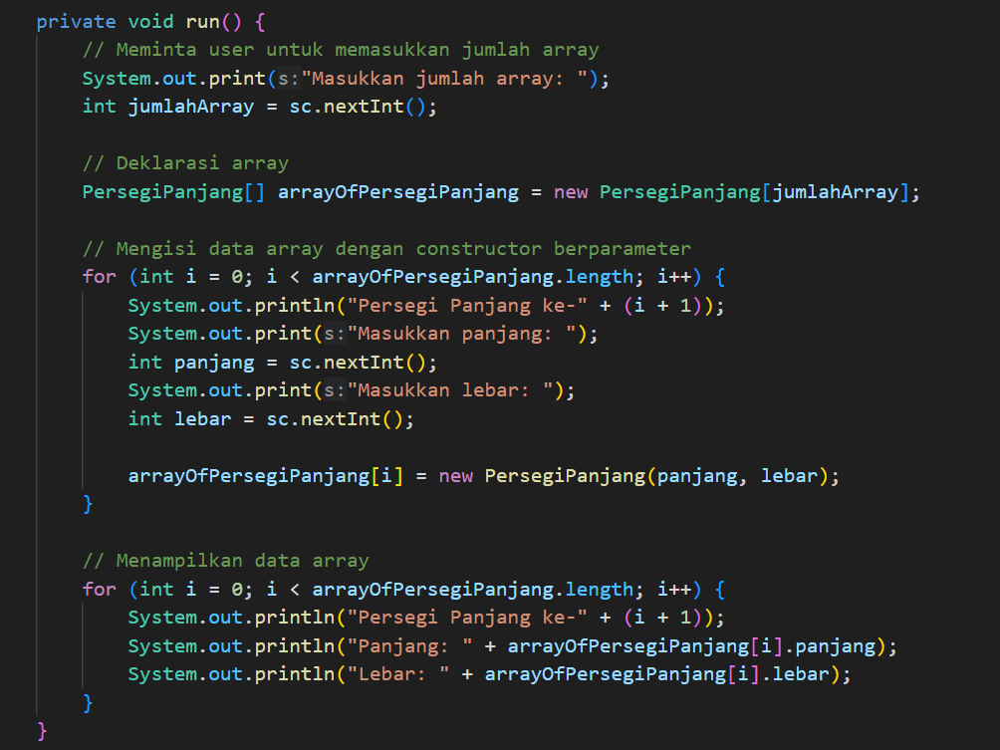 private void run() {
// Meminta user untuk memasukkan jumlah array
System.out.print(s:"Masukkan jumlah array: ");
int jumlahArray = sc.nextInt();
// Deklarasi array
PersegiPanjang[] arrayOfPersegiPanjang = new PersegiPanjang[jumlahArray];
// Mengisi data array dengan constructor berparameter
for (int i = 0; i < arrayOfPersegiPanjang.length; i++) {
System.out.println("Persegi Panjang ke-" + (i + 1));
System.out.print(s:"Masukkan panjang: ");
int panjang = sc.nextInt();
System.out.print(s:"Masukkan lebar: ");
int lebar = sc.nextInt();
arrayOfPersegiPanjang[i] = new PersegiPanjang(panjang, lebar);
}
// Menampilkan data array
for (int i = 0; i < arrayOfPersegiPanjang.length; i++) {
System.out.println("Persegi Panjang ke-" + (i + 1));
System.out.println("Panjang: " + arrayOfPersegiPanjang[i].panjang);
System.out.println("Lebar: " + arrayOfPersegiPanjang[i].lebar);
}
}